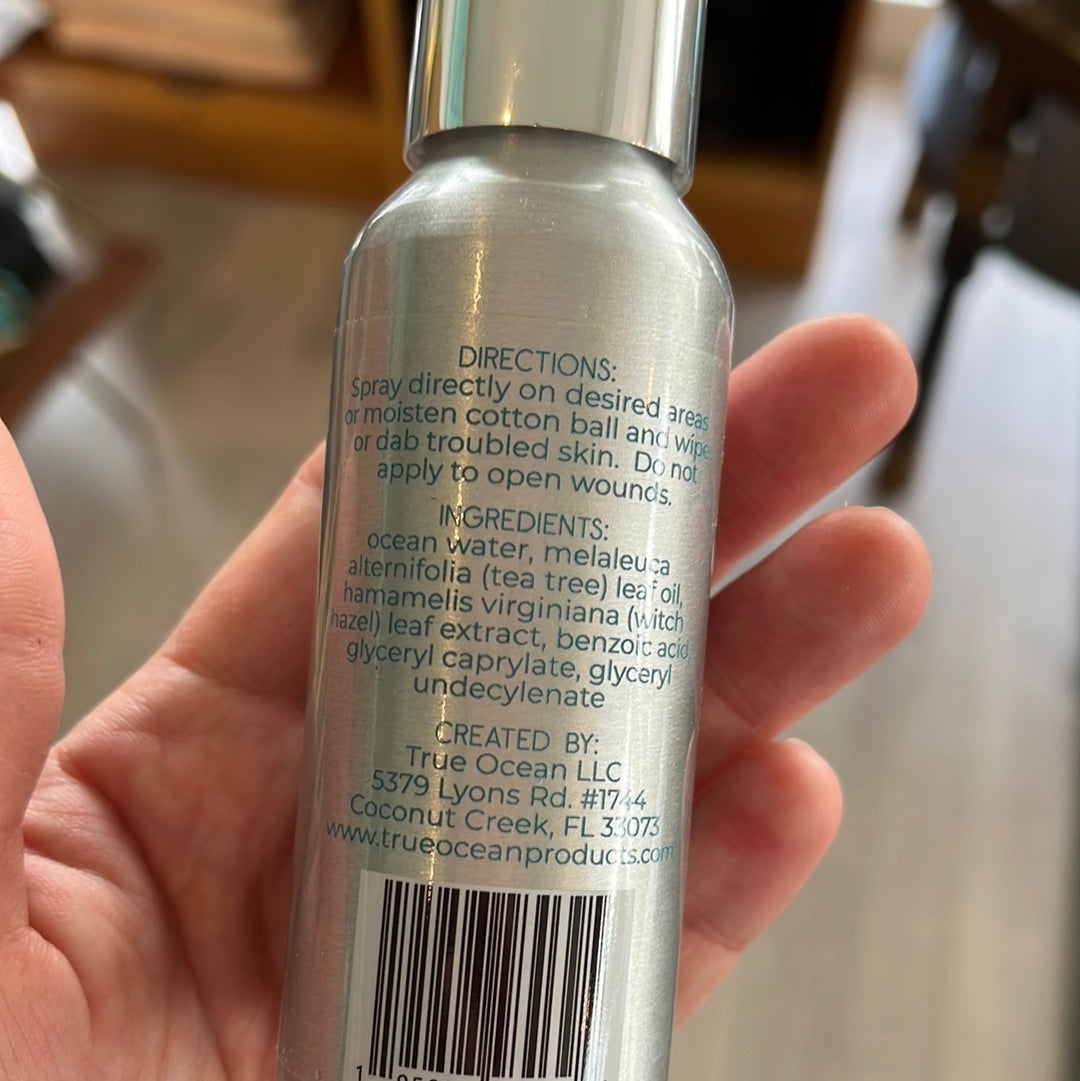 DIRECTIONS:
Spray directly on desired areas
or moisten cotton ball and wipe
or dab troubled skin. Do not
apply to open wounds.
INGREDIENTS:
ocean water, melaleuca
alternifolia (tea tree) leaf oil,
hamamelis virginiana (witch
hazel) leaf extract, benzoic acid
glyceryl caprylate, glyceryl
undecylenate
CREATED BY:
True Ocean LLC
5379 Lyons Rd. #1744
Coconut Creek, FL 33073
www.trueoceanproducts.com